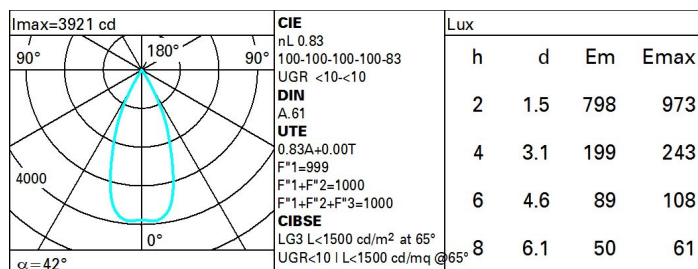 Imax=3921 cd
180°
90°
90°
4000
0°
α=42°
CIE
nL 0.83
100-100-100-100-83
UGR <10-<10
DIN
A.61
UTE
0.83A+0.00T
F"1=999
F"1+F"2=1000
F"1+F"2+F"3=1000
CIBSE
LG3 L<1500 cd/m² at 65°
UGR<10 | L<1500 cd/mq @65°
Lux
h d Em Emax
2 1.5 798 973
4 3.1 199 243
6 4.6 89 108
8 6.1 50 61